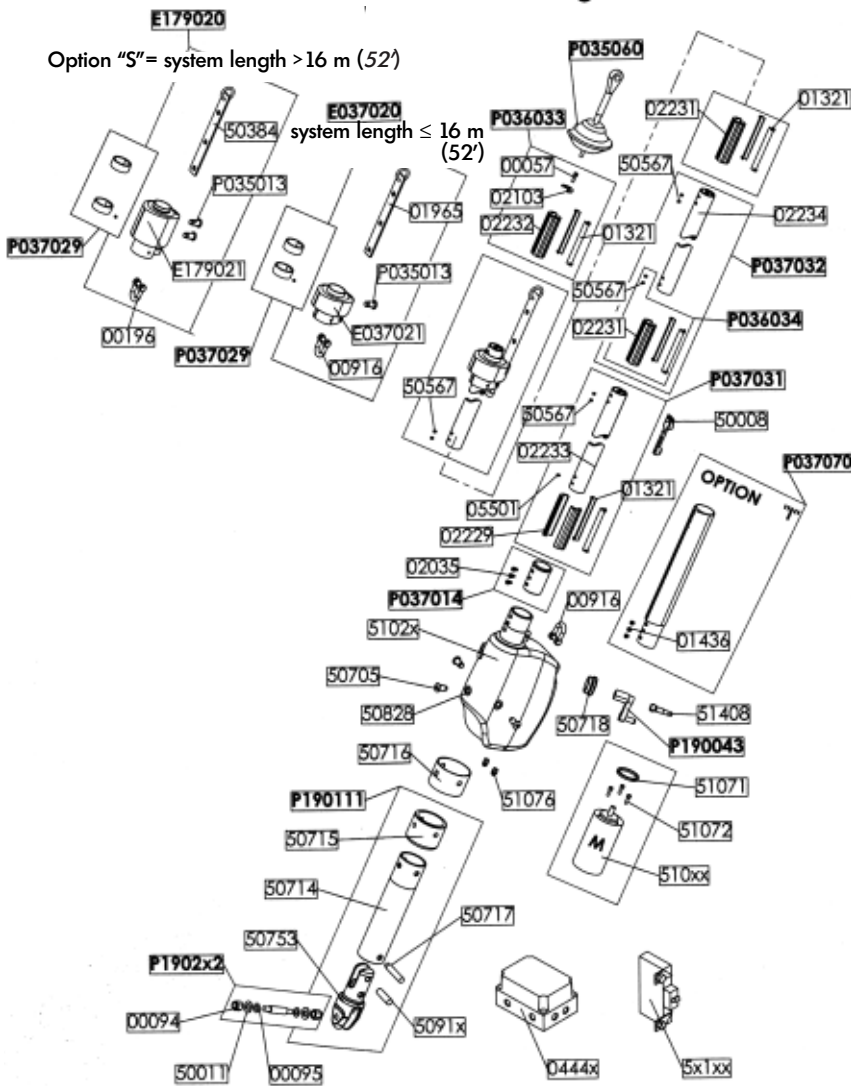 E179020
Option “S”= system length >16 m (52')
P035060
E037020
P036033
02231
01321
50384
system length ≤ 16 m
(52')
00057
50567
P035013
01965
02103
02232
01321
02234
P037029
E179021
P035013
P037032
50567
E037021
02231
P036034
00196
P037029
00916
50567
P037031
50567
50008
02233
P037070
OPTION "T"
05501
01321
02229
02035
P037014
00916
5102x
01436
50705
50828
50718
51408
50716
P190043
P190111
51076
51071
50715
51072
M
50714
510xx
50717
50753
P1902x2
00094
5091x
50011
00095
0444x
5x1xx